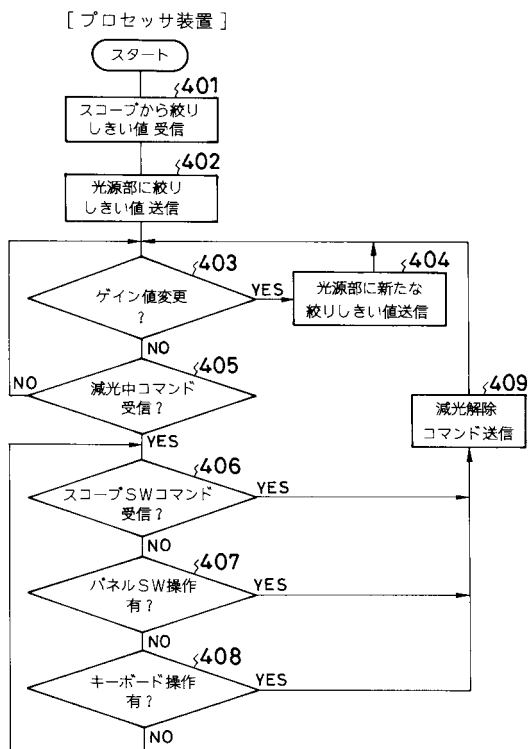 [プロセッサ装置]
スタート
401
スコープから絞り
しきい値 受信
402
光源部に絞り
しきい値 送信
403
ゲイン値変更
?
YES
404
光源部に新たな
絞りしきい値送信
NO
405
減光中コマンド
受信?
NO
YES
409
減光解除
コマンド送信
406
スコープSWコマンド
受信?
YES
NO
407
パネルSW操作
有?
YES
NO
408
キーボード操作
有?
YES
NO